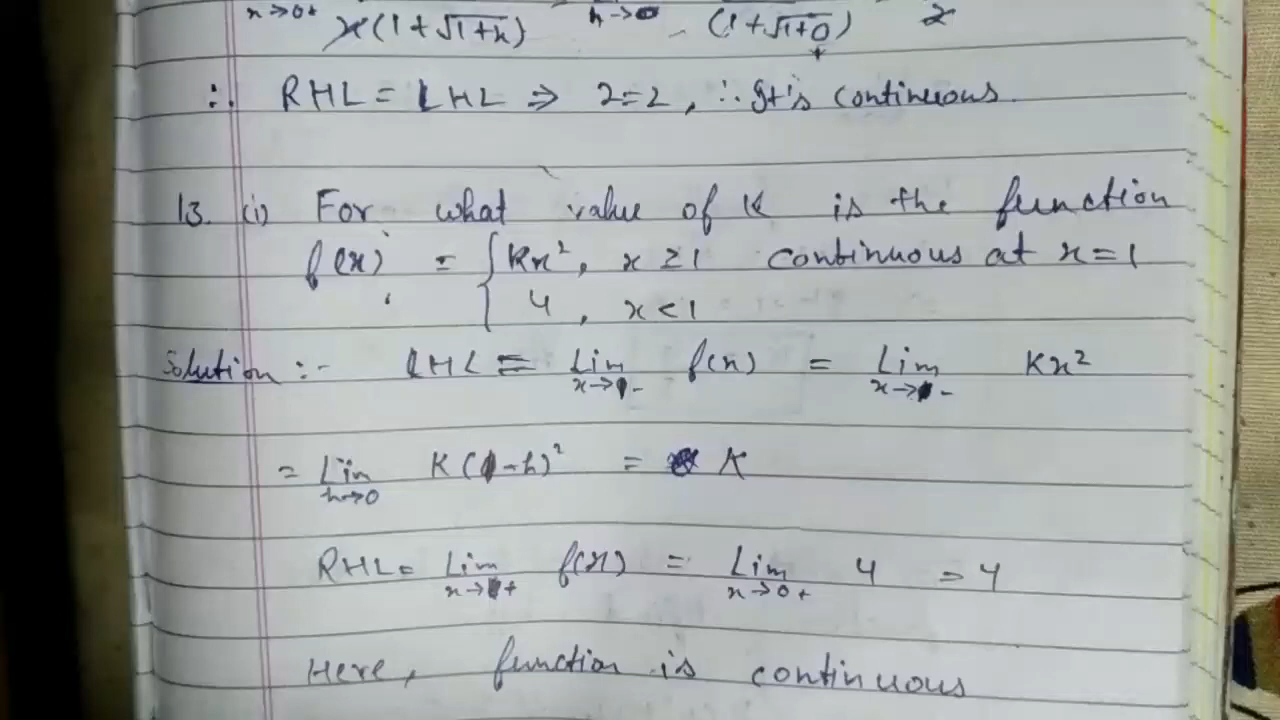 x→0+ x(1+√1+h) h→0 (1+√1+0) 2
∴ RHL = LHL ⇒ 2=2, ∴ It's continuous.
13. (i) For what value of K is the function
f(x) = { Kx², x ≥ 1 continuous at x = 1
4, x < 1
Solution :- LHL = Lim x→1- f(x) = Lim x→1- Kx²
= Lim h→0 K(1-h)² = K
RHL = Lim x→1+ f(x) = Lim x→0+ 4 = 4
Here, function is continuous